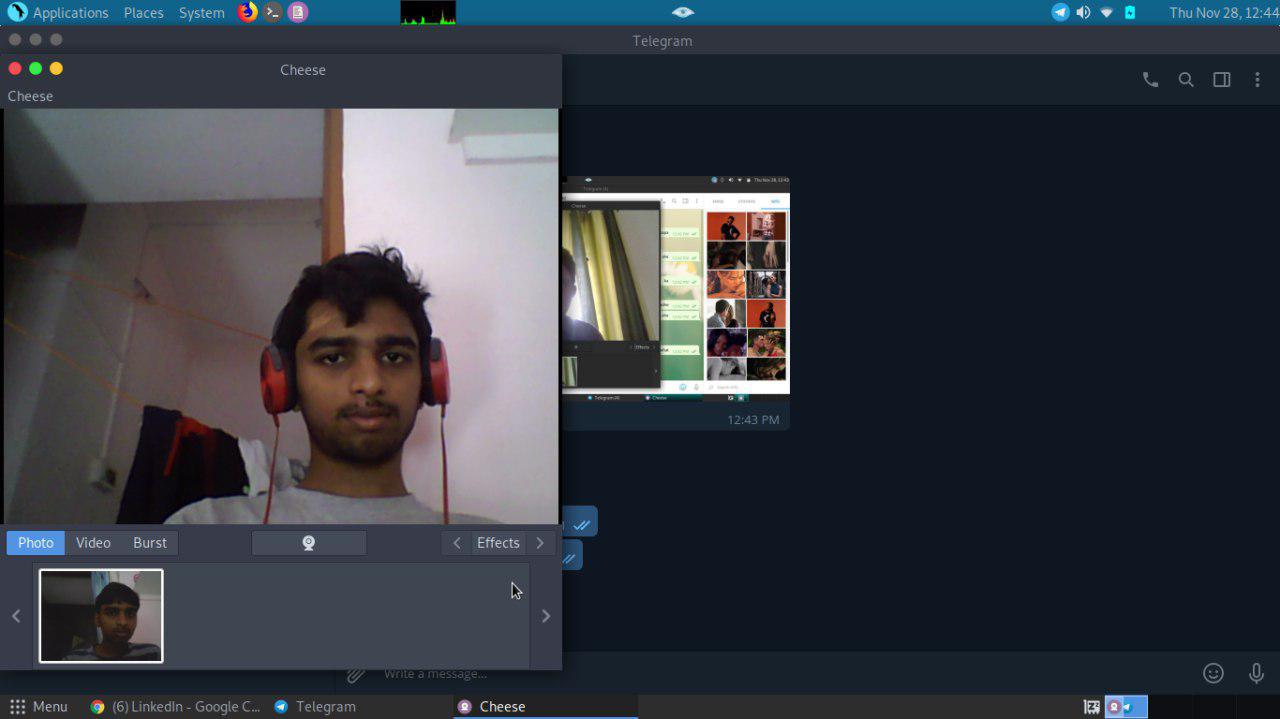 Applications Places System
Thu Nov 28, 12:44
Telegram
Cheese
Cheese
12:43 PM
Photo Video Burst
Effects
Write a message...
Menu
(6) LinkedIn - Google C...
Telegram
Cheese